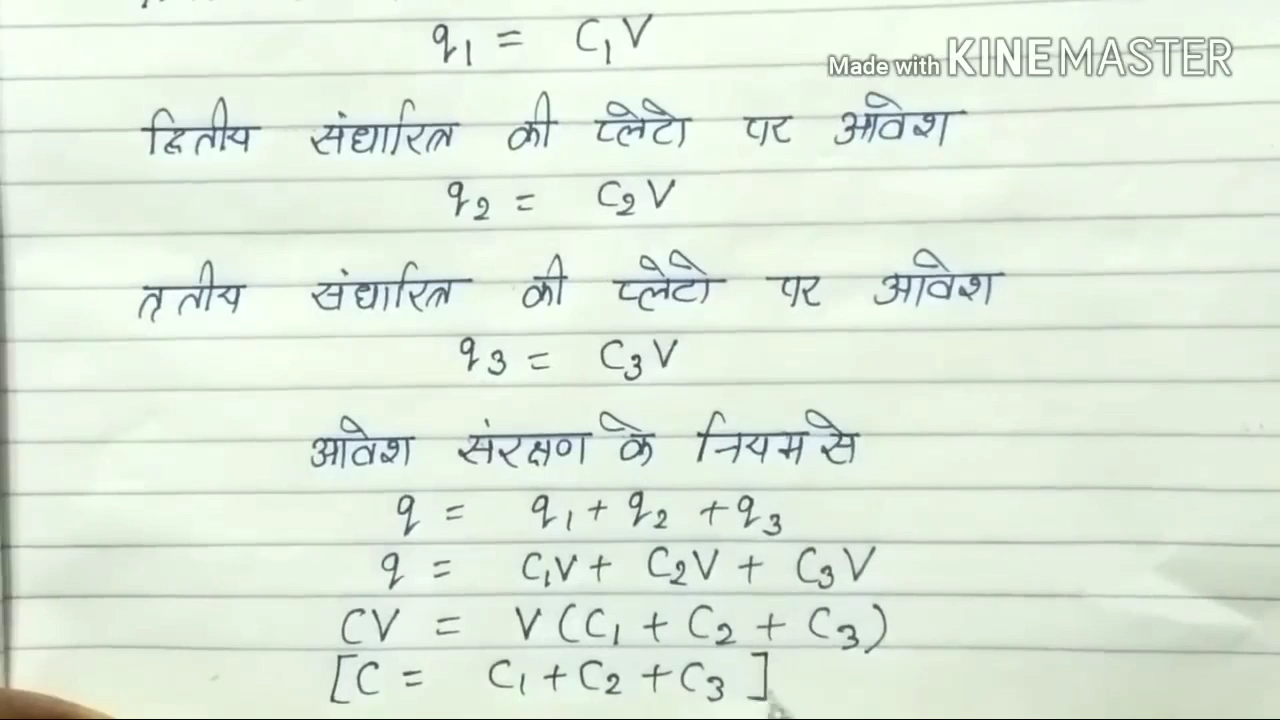 q₁ = C₁V
Made with KINEMASTER
द्वितीय संधारित्र की प्लेटो पर आवेश
q₂ = C₂V
तृतीय संधारित्र की प्लेटो पर आवेश
q₃ = C₃V
आवेश संरक्षण के नियम से
q = q₁ + q₂ + q₃
q = C₁V + C₂V + C₃V
CV = V(C₁ + C₂ + C₃)
[C = C₁ + C₂ + C₃]